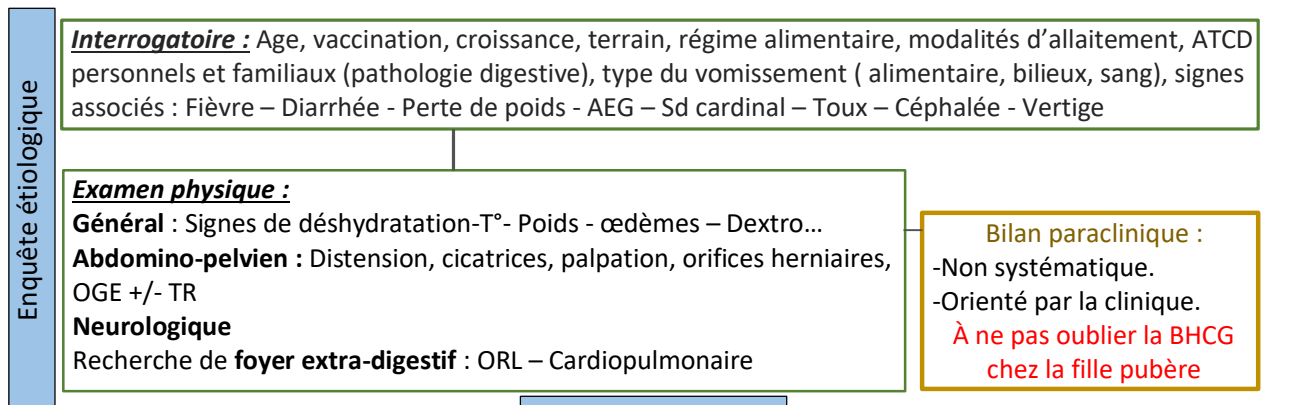 Enquête étiologique
Interrogatoire : Age, vaccination, croissance, terrain, régime alimentaire, modalités d’allaitement, ATCD
personnels et familiaux (pathologie digestive), type du vomissement ( alimentaire, bilieux, sang), signes
associés : Fièvre – Diarrhée - Perte de poids - AEG – Sd cardinal – Toux – Céphalée - Vertige
Examen physique :
Général : Signes de déshydratation-T°- Poids - œdèmes – Dextro…
Abdomino-pelvien : Distension, cicatrices, palpation, orifices herniaires,
OGE +/- TR
Neurologique
Recherche de foyer extra-digestif : ORL – Cardiopulmonaire
Bilan paraclinique :
-Non systématique.
-Orienté par la clinique.
À ne pas oublier la BHCG
chez la fille pubère